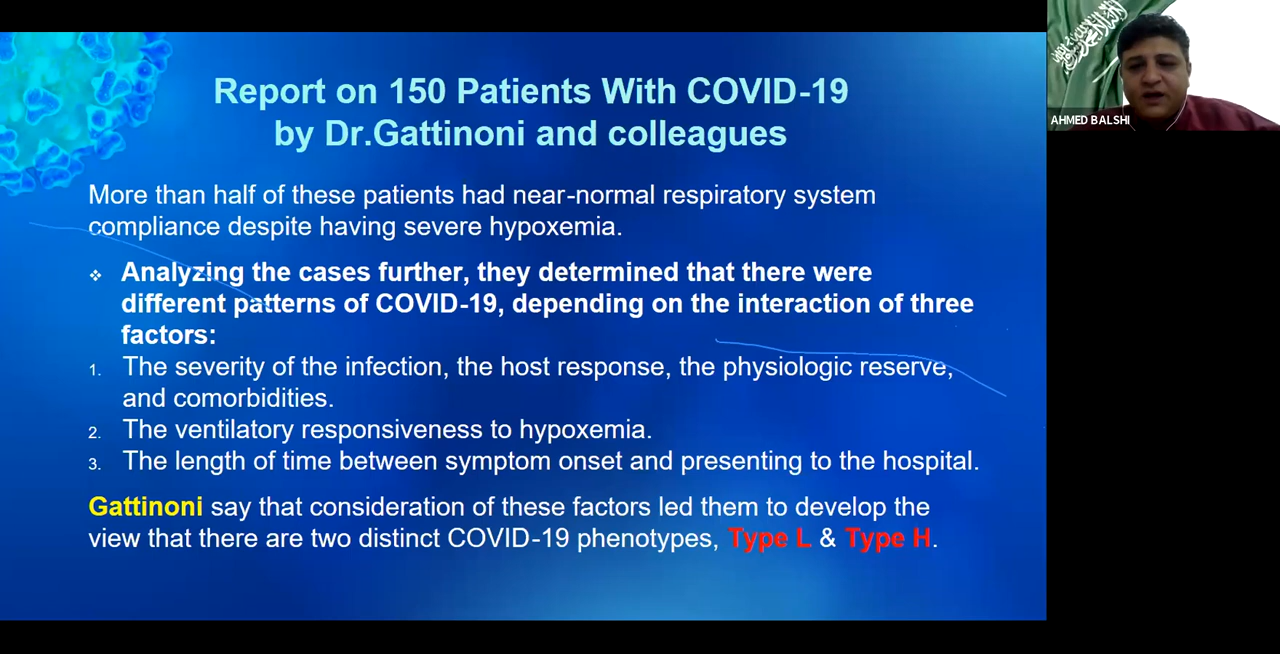 Report on 150 Patients With COVID-19
by Dr.Gattinoni and colleagues
More than half of these patients had near-normal respiratory system
compliance despite having severe hypoxemia.
❖ Analyzing the cases further, they determined that there were
different patterns of COVID-19, depending on the interaction of three
factors:
1. The severity of the infection, the host response, the physiologic reserve,
and comorbidities.
2. The ventilatory responsiveness to hypoxemia.
3. The length of time between symptom onset and presenting to the hospital.
Gattinoni say that consideration of these factors led them to develop the
view that there are two distinct COVID-19 phenotypes, Type L & Type H.
AHMED BALSHI